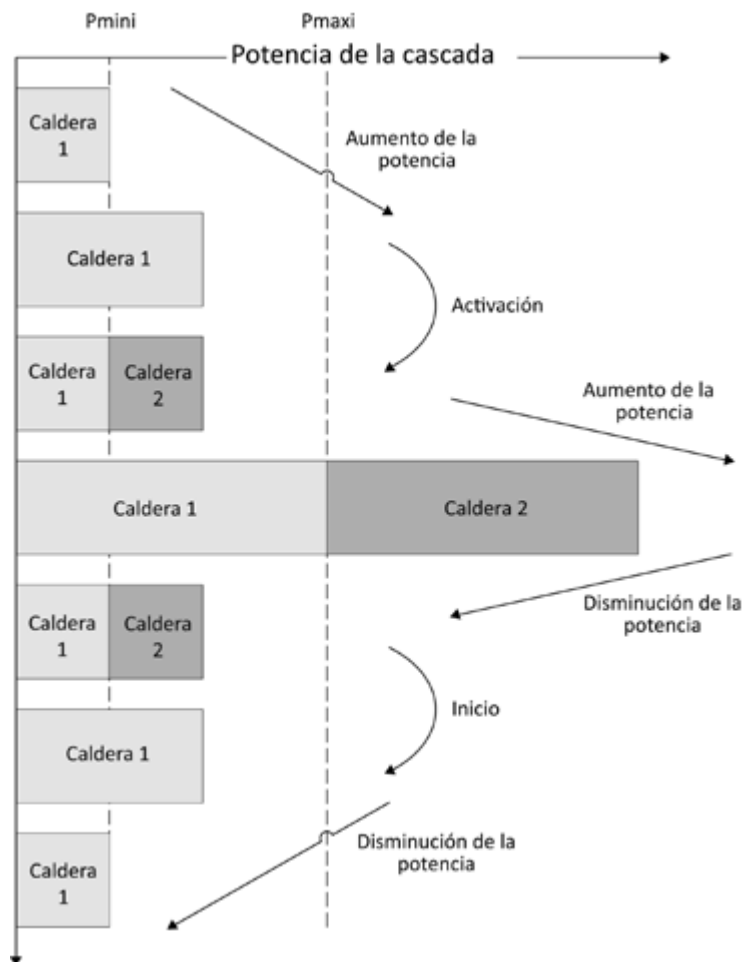 Pmini
Pmaxi
Potencia de la cascada
Caldera
1
Aumento de la
potencia
Caldera 1
Activación
Caldera
1
Caldera
2
Aumento de la
potencia
Caldera 1
Caldera 2
Caldera
1
Caldera
2
Disminución de la
potencia
Caldera 1
Inicio
Caldera
1
Disminución de la
potencia